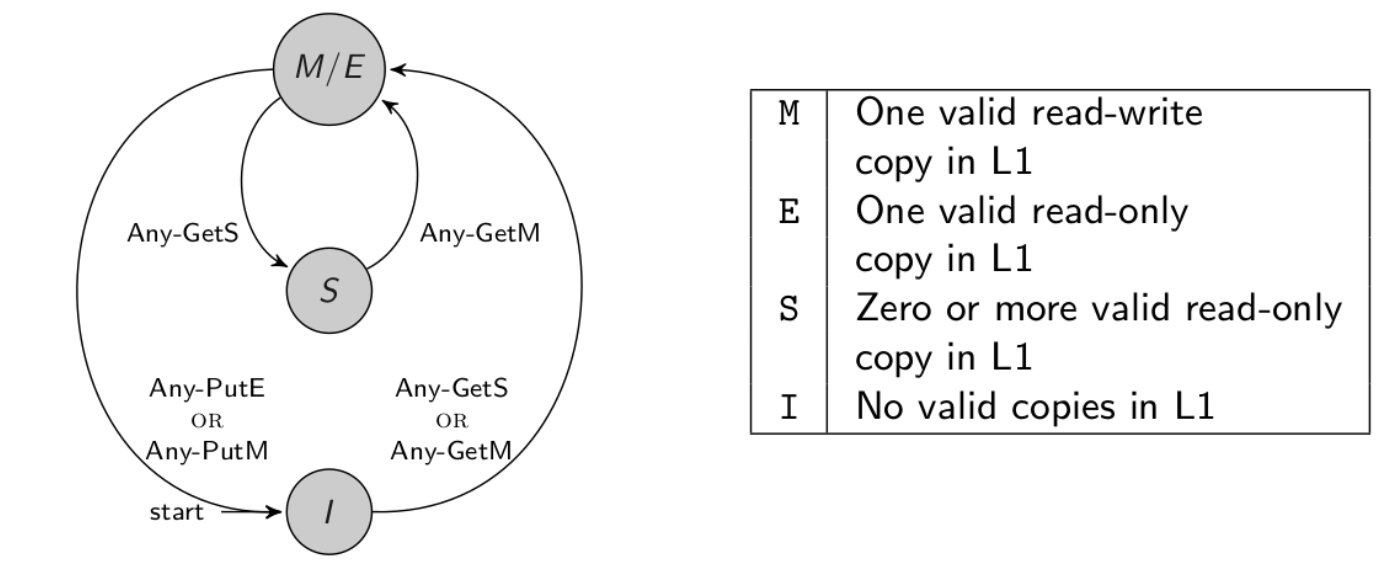 M/E
Any-GetS
Any-GetM
S
Any-PutE
OR
Any-PutM
Any-GetS
OR
Any-GetM
start
I
M One valid read-write
copy in L1
E One valid read-only
copy in L1
S Zero or more valid read-only
copy in L1
I No valid copies in L1